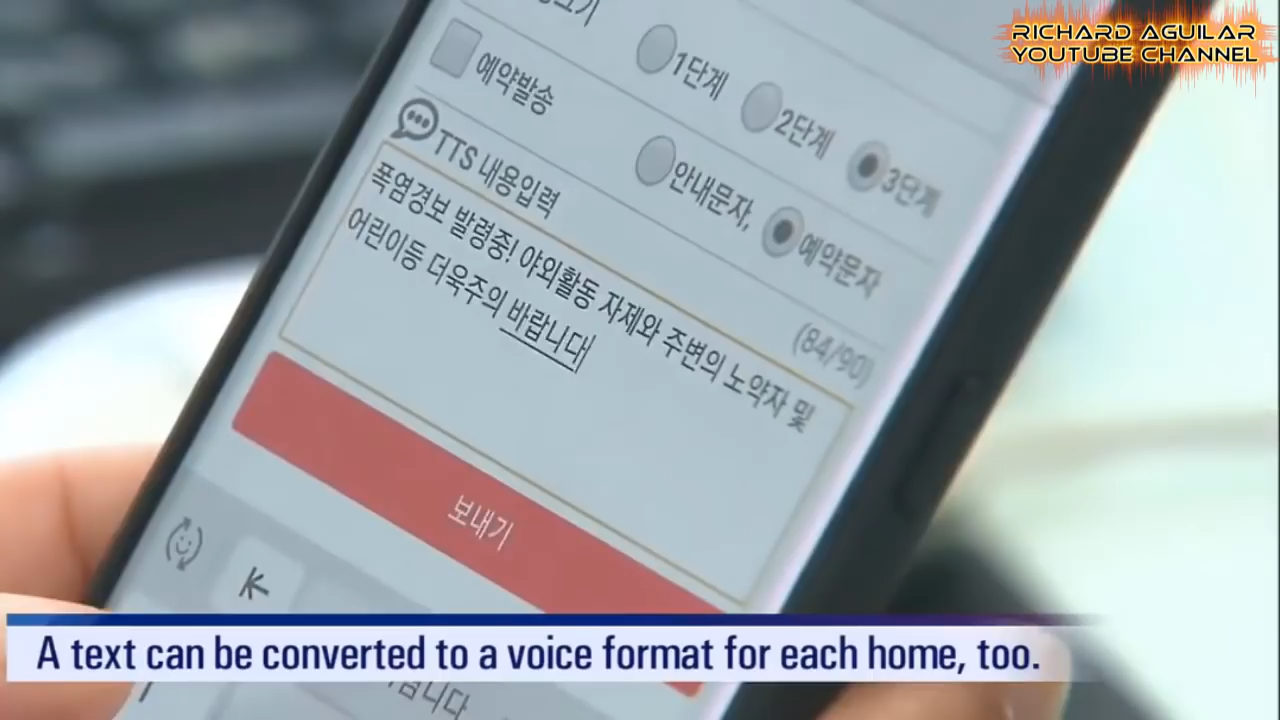 RICHARD AGUILAR
YOUTUBE CHANNEL
1단계 2단계 3단계
예약발송
안내문자, 예약문자
TTS 내용입력
(84/90)
폭염경보 발령중! 야외활동 자제와 주변의 노약자 및
어린이등 더욱주의 바랍니다
보내기
A text can be converted to a voice format for each home, too.